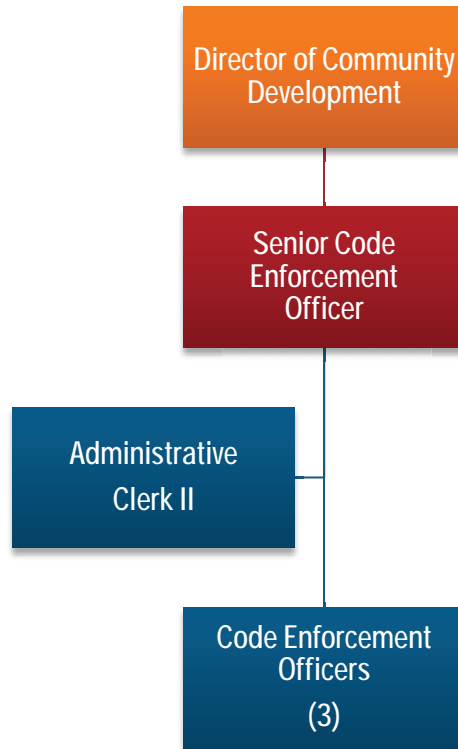 Director of Community
Development
Senior Code
Enforcement
Officer
Administrative
Clerk II
Code Enforcement
Officers
(3)